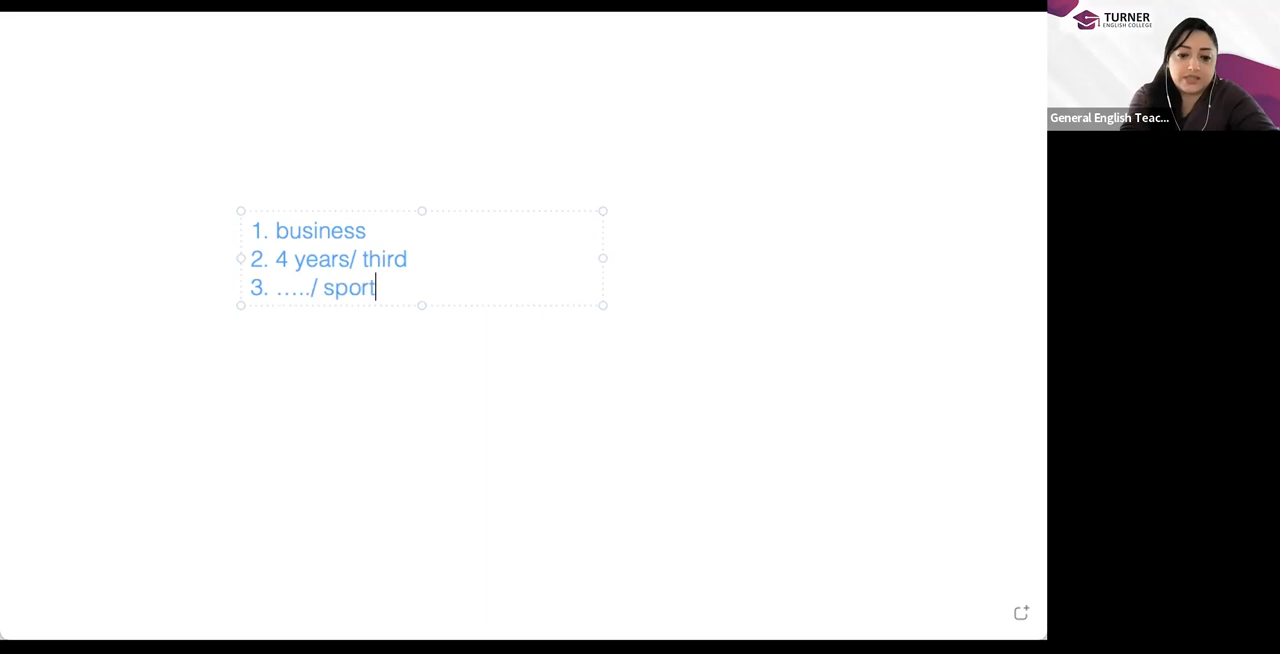 TURNER
ENGLISH COLLEGE
General English Teac...
1. business
2. 4 years/ third
3. ...../ sport